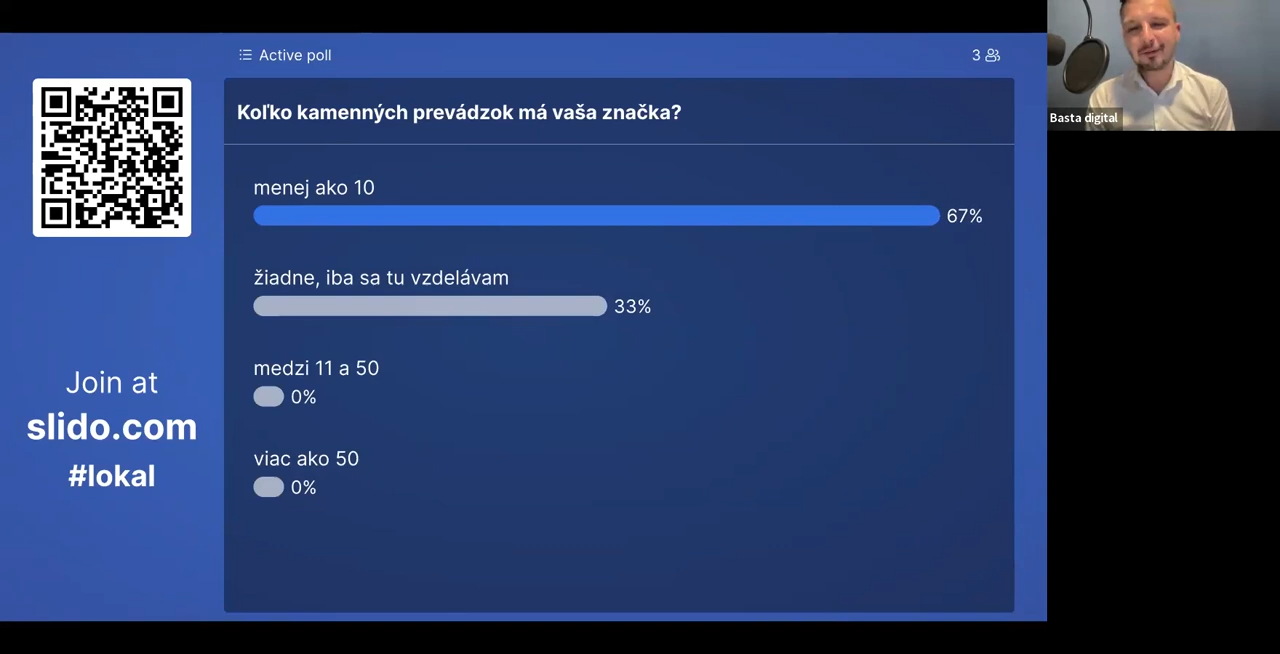 Active poll
3
Koľko kamenných prevádzok má vaša značka?
menej ako 10
67%
žiadne, iba sa tu vzdelávam
33%
medzi 11 a 50
0%
viac ako 50
0%
Join at
slido.com
#lokal
Basta digital